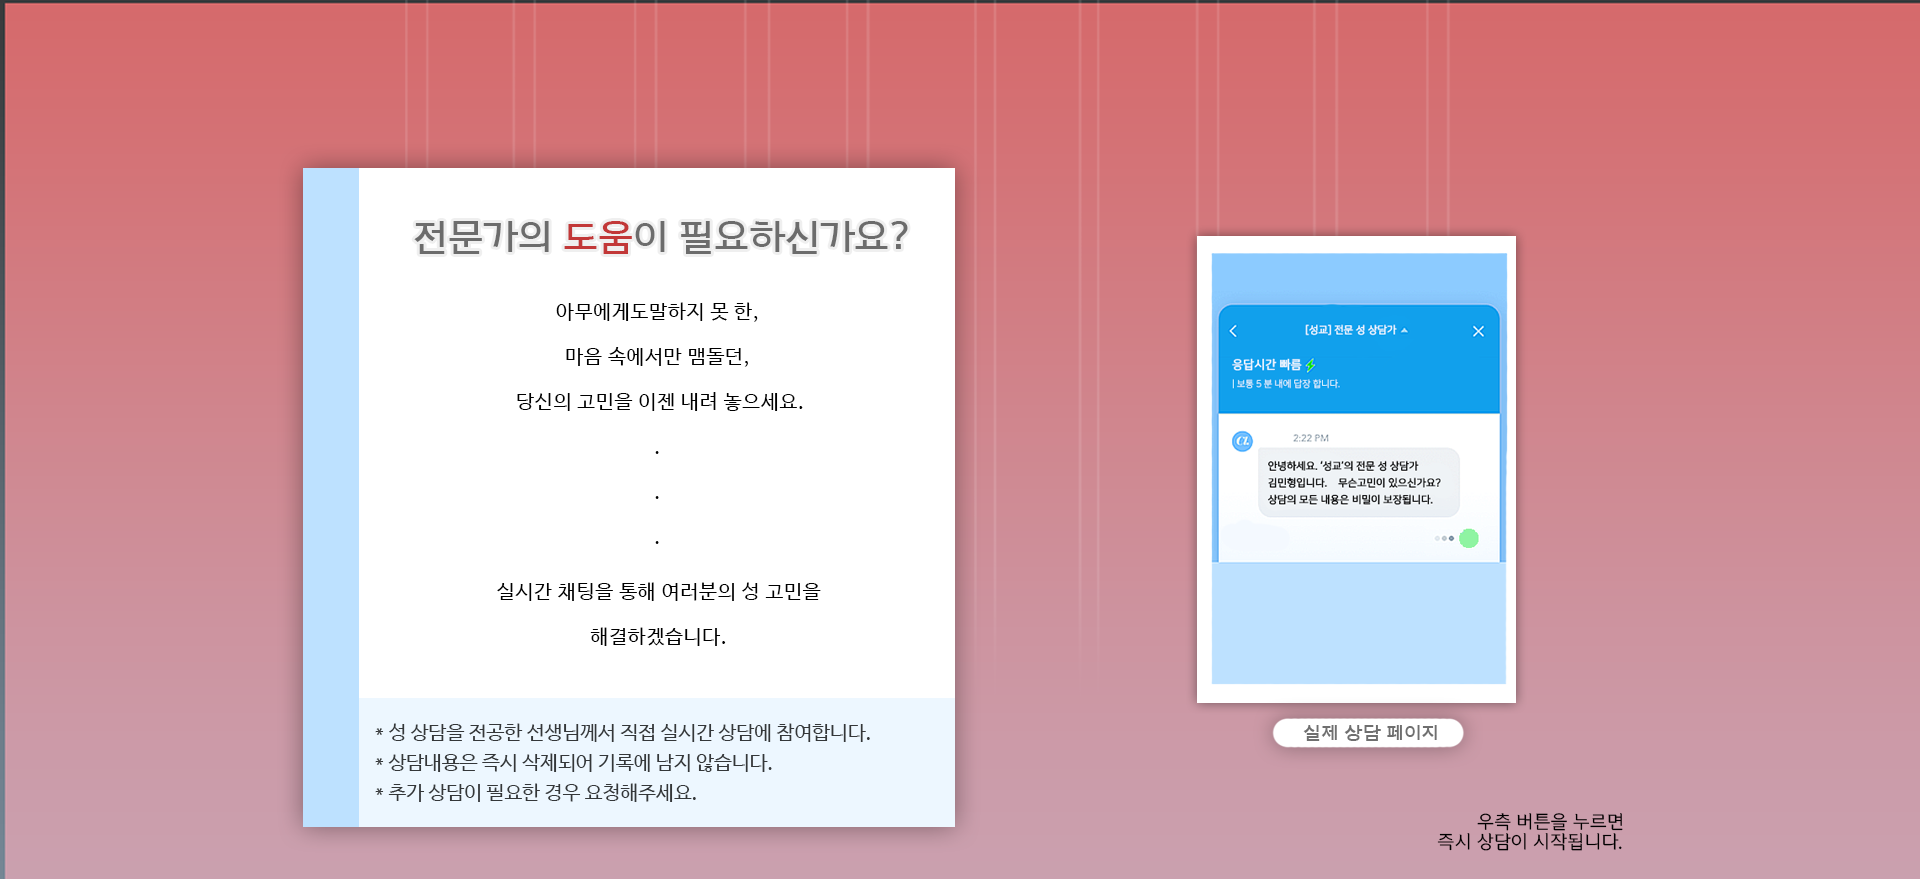 전문가의 도움이 필요하신가요?
아무에게도말하지 못 한,
마음 속에서만 맴돌던,
당신의 고민을 이젠 내려 놓으세요.
.
.
.
실시간 채팅을 통해 여러분의 성 고민을
해결하겠습니다.
* 성 상담을 전공한 선생님께서 직접 실시간 상담에 참여합니다.
* 상담내용은 즉시 삭제되어 기록에 남지 않습니다.
* 추가 상담이 필요한 경우 요청해주세요.
[성교] 전문 성 상담가
응답시간 빠름
| 보통 5 분 내에 답장 합니다.
2:22 PM
안녕하세요. '성교'의 전문 성 상담가
김민형입니다. 무슨고민이 있으신가요?
상담의 모든 내용은 비밀이 보장됩니다.
실제 상담 페이지
우측 버튼을 누르면
즉시 상담이 시작됩니다.